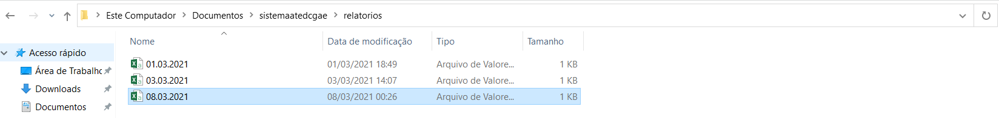 Este Computador > Documentos > sistemaatedcgae > relatorios
Nome Data de modificação Tipo Tamanho
Acesso rápido
Área de Trabalho
Downloads
Documentos
01.03.2021 01/03/2021 18:49 Arquivo de Valore... 1 KB
03.03.2021 03/03/2021 14:07 Arquivo de Valore... 1 KB
08.03.2021 08/03/2021 00:26 Arquivo de Valore... 1 KB